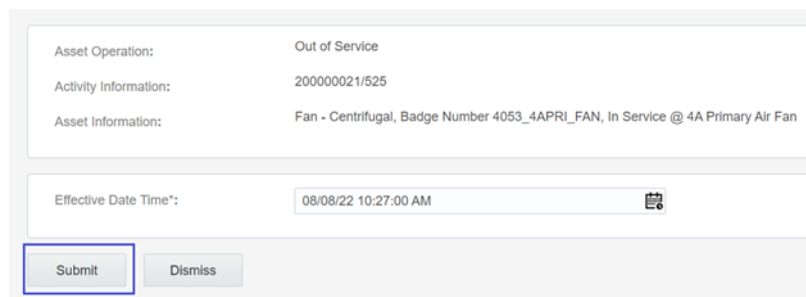 Asset Operation: Out of Service
Activity Information: 200000021/525
Asset Information: Fan - Centrifugal, Badge Number 4053_4APRI_FAN, In Service @ 4A Primary Air Fan
Effective Date Time*: 08/08/22 10:27:00 AM
Submit Dismiss